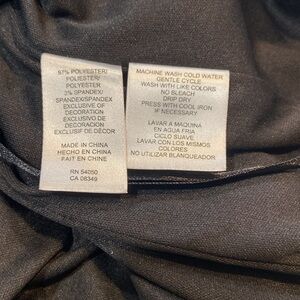 97% POLYESTER/
POLYESTER
3% SPANDEX/
SPANDEX/SPANDEX
EXCLUSIVE OF
DECORATION
EXCLUSIVO DE
DECORACION
EXCLUSIF DE DÉCOR
MADE IN CHINA
HECHO EN CHINA
FAIT EN CHINE
RN 54050
CA 08349
MACHINE WASH COLD WATER
GENTLE CYCLE
WASH WITH LIKE COLORS
NO BLEACH
DRIP DRY
PRESS WITH COOL IRON
IF NECESSARY
LAVAR A MAQUINA
EN AGUA FRIA
CICLO SUAVE
LAVAR CON LOS MISMOS
COLORES
NO UTILIZAR BLANQUEADOR